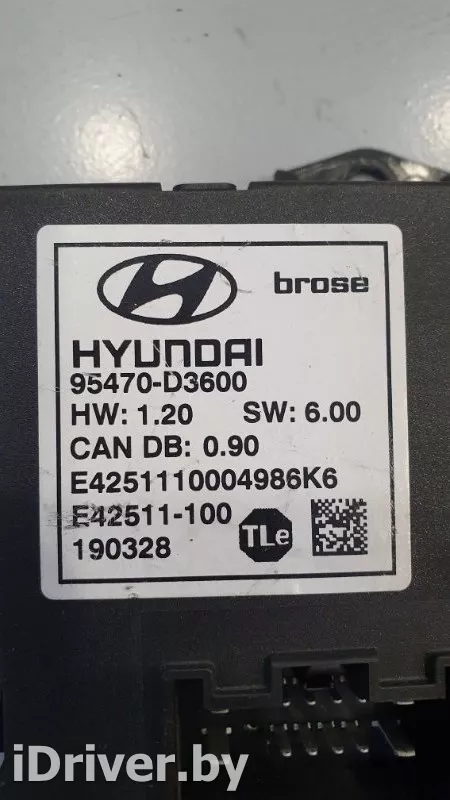 brose
HYUNDAI
95470-D3600
HW: 1.20 SW: 6.00
CAN DB: 0.90
E4251110004986K6
E42511-100
TLe
190328
iDriver.by